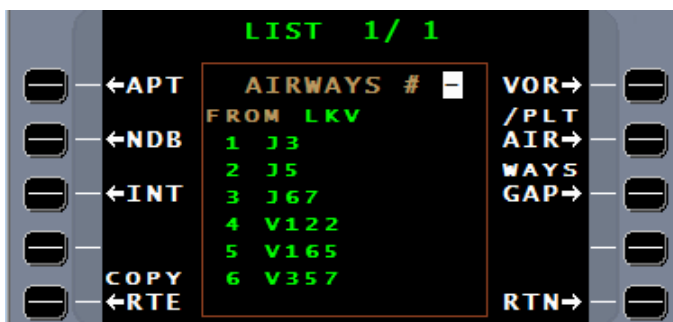 LIST 1/ 1
←APT AIRWAYS # - VOR→
FROM LKV /PLT
←NDB 1 J3 AIR→
2 J5 WAYS
←INT 3 J67 GAP→
4 V122
5 V165
COPY 6 V357
←RTE RTN→